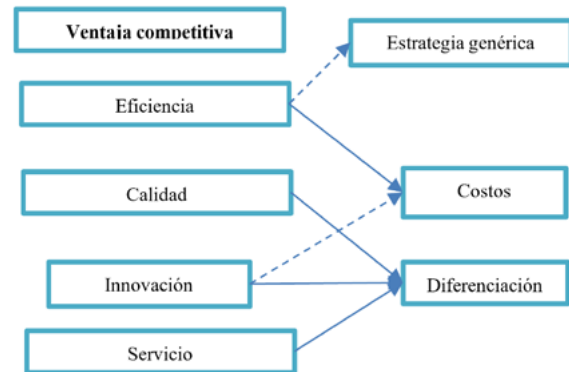 Ventaja competitiva
Estrategia genérica
Eficiencia
Calidad
Costos
Innovación
Diferenciación
Servicio